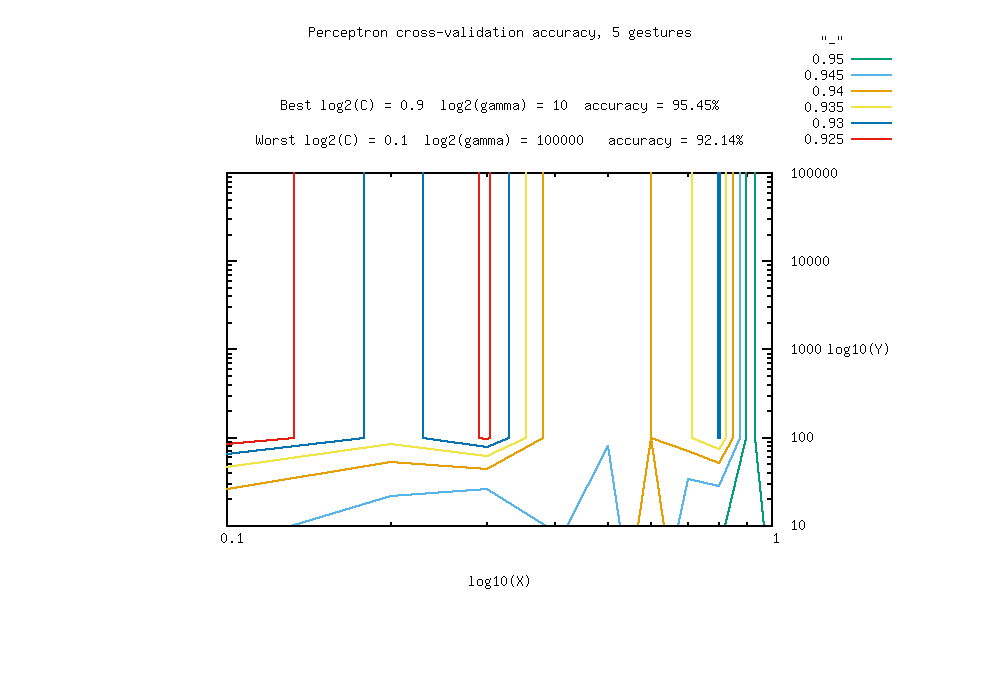 Perceptron cross-validation accuracy, 5 gestures
"_"
0.95
0.945
0.94
0.935
0.93
0.925
Best log2(C) = 0.9 log2(gamma) = 10 accuracy = 95.45%
Worst log2(C) = 0.1 log2(gamma) = 100000 accuracy = 92.14%
100000
10000
1000 log10(Y)
100
10
0.1 1
log10(X)